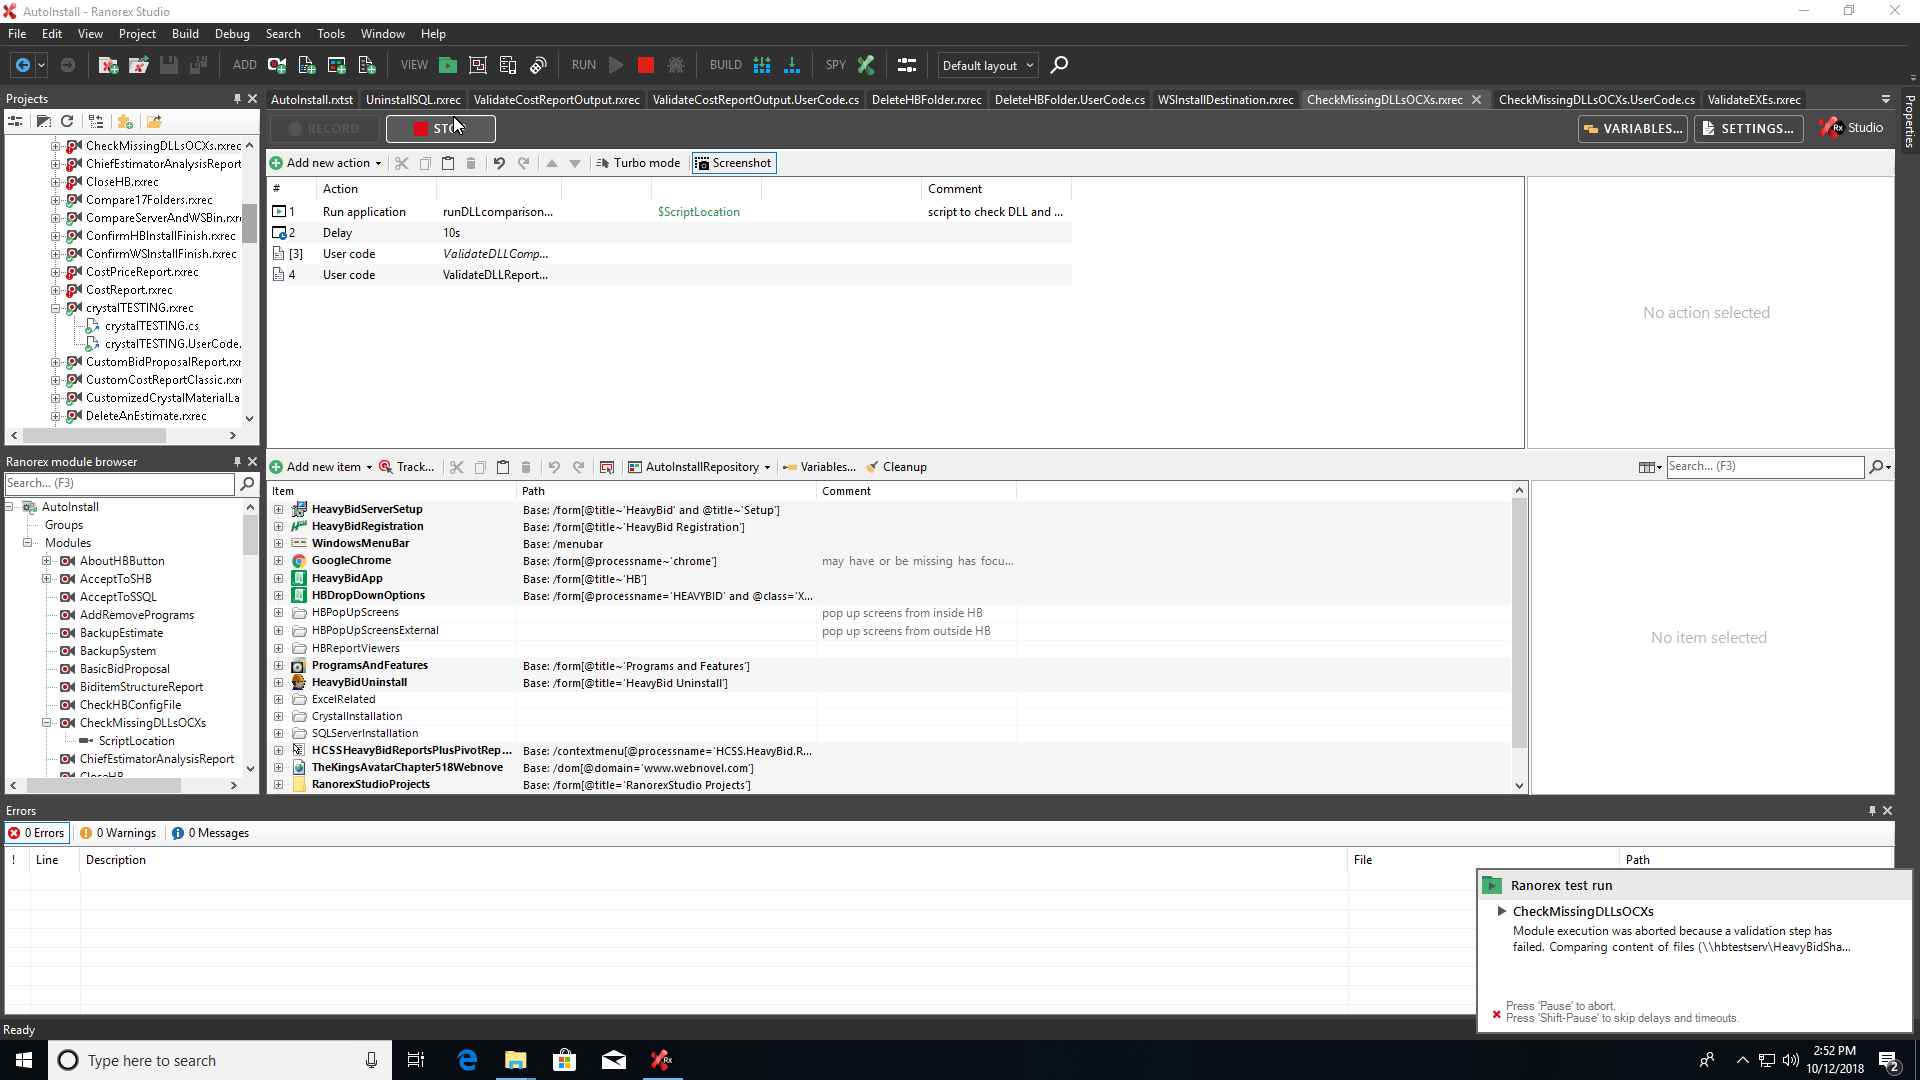 AutoInstall - Ranorex Studio
File Edit View Project Build Debug Search Tools Window Help
ADD VIEW RUN BUILD SPY Default layout
Projects
AutoInstall.rxtst UninstallSQL.rxrec ValidateCostReportOutput.rxrec ValidateCostReportOutput.UserCode.cs DeleteHBFolder.rxrec DeleteHBFolder.UserCode.cs WSInstallDestination.rxrec CheckMissingDLLsOCXs.rxrec CheckMissingDLLsOCXs.UserCode.cs ValidateEXEs.rxrec
Properties
RECORD VARIABLES... SETTINGS... Rx Studio
CheckMissingDLLsOCXs.rxrec
ChiefEstimatorAnalysisReport
CloseHB.rxrec
Compare17Folders.rxrec
CompareServerAndWSBin.rxre
ConfirmHBInstallFinish.rxrec
ConfirmWSInstallFinish.rxrec
CostPriceReport.rxrec
CostReport.rxrec
crystalTESTING.rxrec
crystalTESTING.cs
crystalTESTING.UserCode.
CustomBidProposalReport.rxr
CustomCostReportClassic.rxre
CustomizedCrystalMaterialLa
DeleteAnEstimate.rxrec
Add new action Turbo mode Screenshot
# Action Comment
1 Run application runDLLcomparison... $ScriptLocation script to check DLL and ...
2 Delay 10s
[3] User code ValidateDLLComp...
4 User code ValidateDLLReport...
No action selected
Ranorex module browser
Search... (F3)
AutoInstall
Groups
Modules
AboutHBButton
AcceptToSHB
AcceptToSSQL
AddRemovePrograms
BackupEstimate
BackupSystem
BasicBidProposal
BiditemStructureReport
CheckHBConfigFile
CheckMissingDLLsOCXs
ScriptLocation
ChiefEstimatorAnalysisReport
CloseHB
Add new item Track... AutoInstallRepository Variables... Cleanup Search... (F3)
Item Path Comment
HeavyBidServerSetup Base: /form[@title~'HeavyBid' and @title~'Setup']
HeavyBidRegistration Base: /form[@title~'HeavyBid Registration']
WindowsMenuBar Base: /menubar
GoogleChrome Base: /form[@processname~'chrome'] may have or be missing has focu...
HeavyBidApp Base: /form[@title~'HB']
HBDropDownOptions Base: /form[@processname='HEAVYBID' and @class='X...
HBPopUpScreens pop up screens from inside HB
HBPopUpScreensExternal pop up screens from outside HB
HBReportViewers
ProgramsAndFeatures Base: /form[@title~'Programs and Features']
HeavyBidUninstall Base: /form[@title='HeavyBid Uninstall']
ExcelRelated
CrystalInstallation
SQLServerInstallation
HCSSHeavyBidReportsPlusPivotRep... Base: /contextmenu[@processname='HCSS.HeavyBid.R...
TheKingsAvatarChapter518Webnove Base: /dom[@domain='www.webnovel.com']
RanorexStudioProjects Base: /form[@title='RanorexStudio Projects']
No item selected
Errors
0 Errors 0 Warnings 0 Messages
! Line Description File Path
Ranorex test run
CheckMissingDLLsOCXs
Module execution was aborted because a validation step has
failed. Comparing content of files (\\hbtestserv\HeavyBidSha...
Press 'Pause' to abort.
Press 'Shift-Pause' to skip delays and timeouts.
Ready
Type here to search
2:52 PM
10/12/2018
2